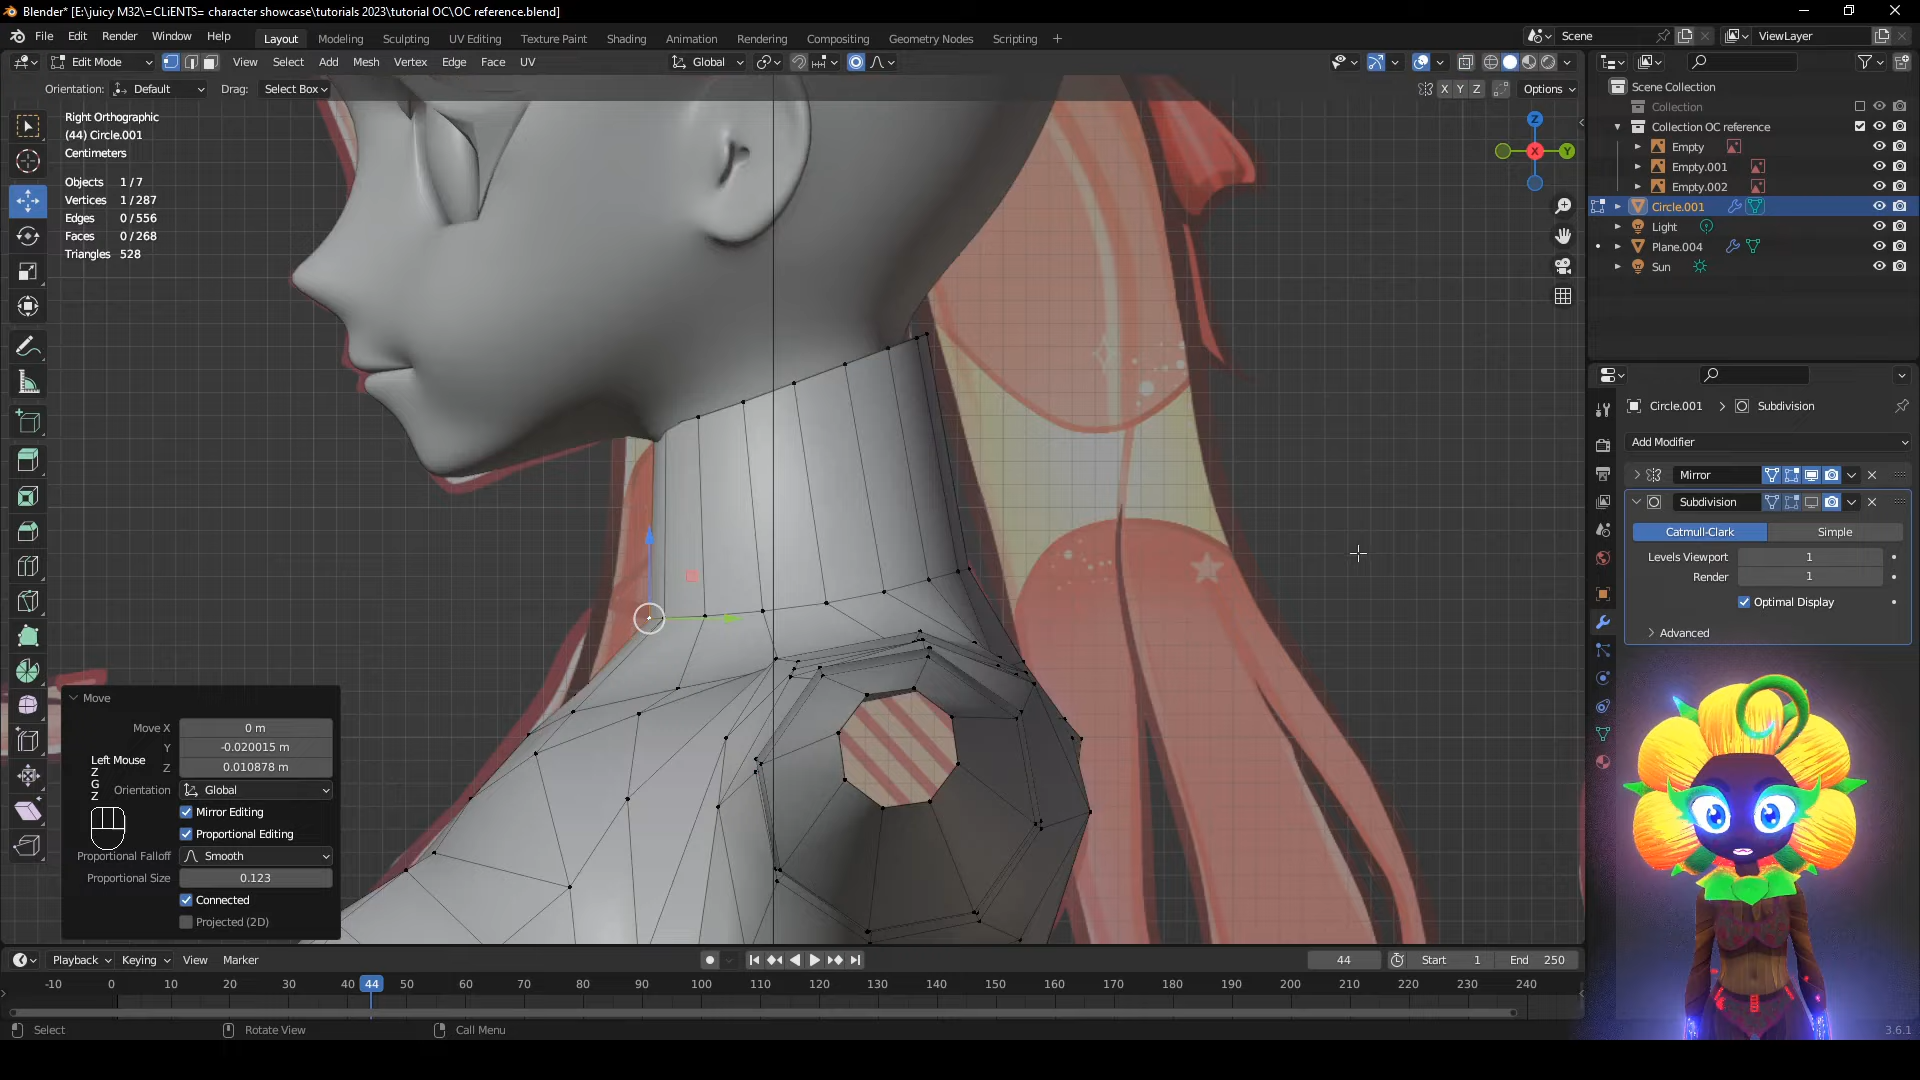 Blender* [E:\juicy M32\=CLiENTS= character showcase\tutorials 2023\tutorial OC\OC reference.blend]
File Edit Render Window Help Layout Modeling Sculpting UV Editing Texture Paint Shading Animation Rendering Compositing Geometry Nodes Scripting + Scene ViewLayer
Edit Mode View Select Add Mesh Vertex Edge Face UV Global
Orientation: Default Drag: Select Box X Y Z Options
Right Orthographic
(44) Circle.001
Centimeters
Objects 1/7
Vertices 1/287
Edges 0/556
Faces 0/268
Triangles 528
Z
Y
X
Scene Collection
Collection
Collection OC reference
Empty
Empty.001
Empty.002
Circle.001
Light
Plane.004
Sun
Circle.001 > Subdivision
Add Modifier
Mirror
Subdivision
Catmull-Clark Simple
Levels Viewport 1
Render 1
Optimal Display
Advanced
Move
Move X 0 m
Y -0.020015 m
Z 0.010878 m
Orientation Global
Mirror Editing
Proportional Editing
Proportional Falloff Smooth
Proportional Size 0.123
Connected
Projected (2D)
Left Mouse
Z
G
Z
Playback Keying View Marker 44 Start 1 End 250
-10 0 10 20 30 40 44 50 60 70 80 90 100 110 120 130 140 150 160 170 180 190 200 210 220 230 240
Select Rotate View Call Menu 3.6.1